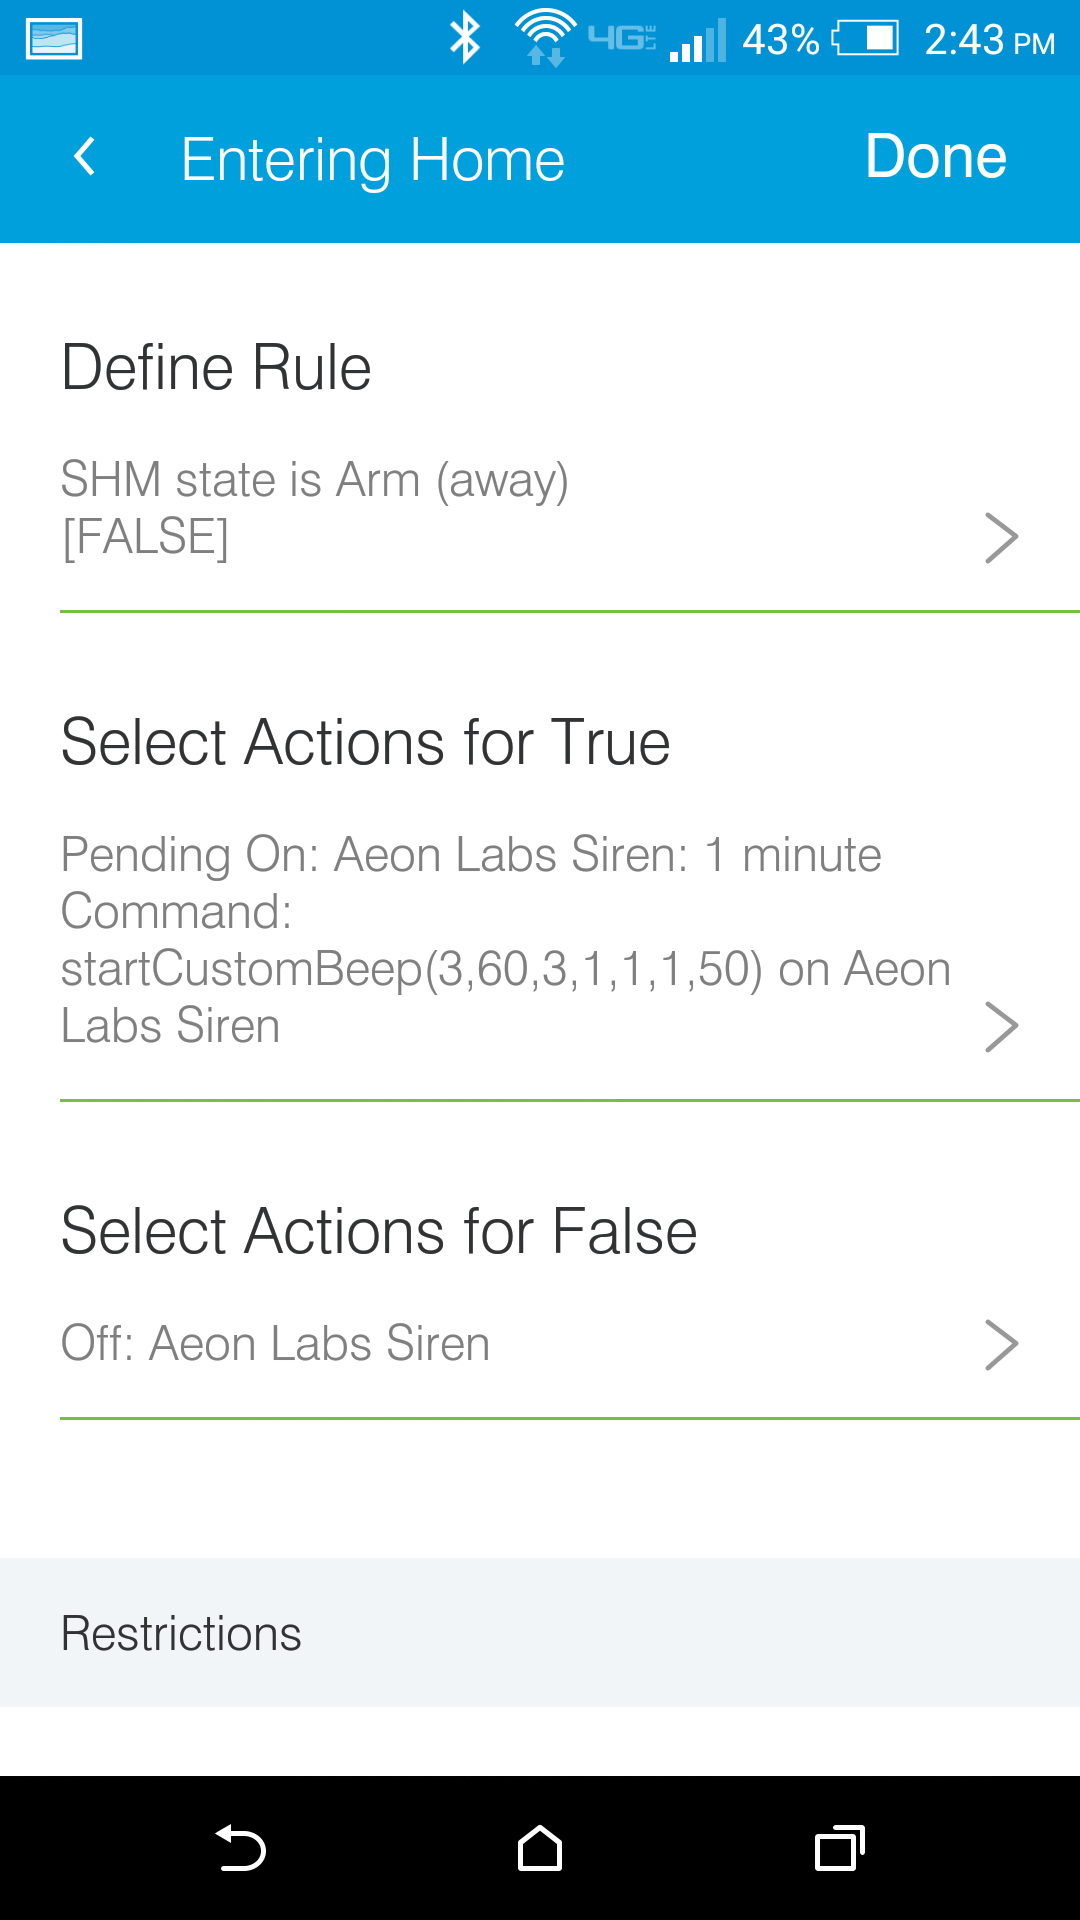 4G LTE 43% 2:43 PM
Entering Home Done
Define Rule
SHM state is Arm (away)
[FALSE]
Select Actions for True
Pending On: Aeon Labs Siren: 1 minute
Command:
startCustomBeep(3,60,3,1,1,1,50) on Aeon
Labs Siren
Select Actions for False
Off: Aeon Labs Siren
Restrictions